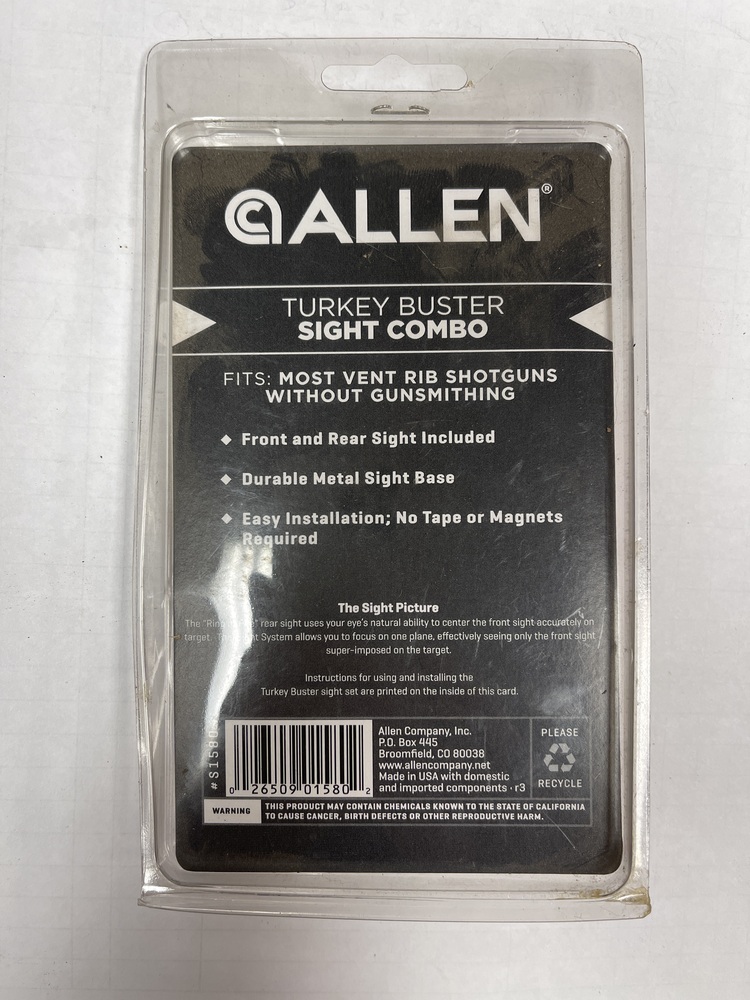 ALLEN®
TURKEY BUSTER
SIGHT COMBO
FITS: MOST VENT RIB SHOTGUNS
WITHOUT GUNSMITHING
Front and Rear Sight Included
Durable Metal Sight Base
Easy Installation; No Tape or Magnets
Required
The Sight Picture
The rear sight uses your eye's natural ability to center the front sight accurately on
target. System allows you to focus on one plane, effectively seeing only the front sight
super-imposed on the target.
Instructions for using and installing the
Turkey Buster sight set are printed on the inside of this card.
#S1580
0 26509 01580 2
Allen Company, Inc.
P.O. Box 445
Broomfield, CO 80038
www.allencompany.net
Made in USA with domestic
and imported components · r3
PLEASE
RECYCLE
WARNING
THIS PRODUCT MAY CONTAIN CHEMICALS KNOWN TO THE STATE OF CALIFORNIA
TO CAUSE CANCER, BIRTH DEFECTS OR OTHER REPRODUCTIVE HARM.